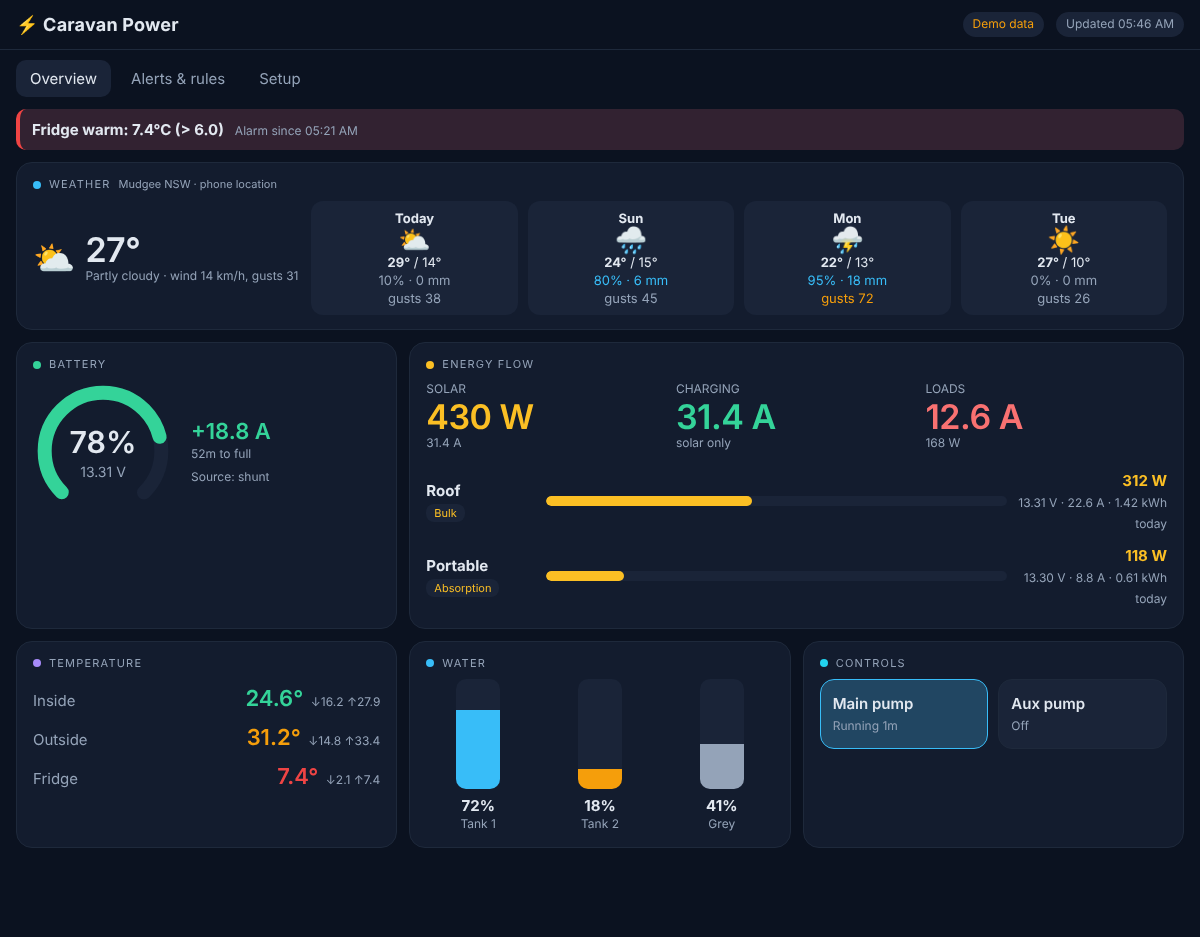 ⚡ Caravan Power
Demo data
Updated 05:46 AM
Overview
Alerts & rules
Setup
Fridge warm: 7.4°C (> 6.0) Alarm since 05:21 AM
WEATHER Mudgee NSW · phone location
27°
Partly cloudy · wind 14 km/h, gusts 31
Today
29° / 14°
10% · 0 mm
gusts 38
Sun
24° / 15°
80% · 6 mm
gusts 45
Mon
22° / 13°
95% · 18 mm
gusts 72
Tue
27° / 10°
0% · 0 mm
gusts 26
BATTERY
78%
13.31 V
+18.8 A
52m to full
Source: shunt
ENERGY FLOW
SOLAR
430 W
31.4 A
CHARGING
31.4 A
solar only
LOADS
12.6 A
168 W
Roof
Bulk
312 W
13.31 V · 22.6 A · 1.42 kWh
today
Portable
Absorption
118 W
13.30 V · 8.8 A · 0.61 kWh
today
TEMPERATURE
Inside 24.6° ↓16.2 ↑27.9
Outside 31.2° ↓14.8 ↑33.4
Fridge 7.4° ↓2.1 ↑7.4
WATER
72%
Tank 1
18%
Tank 2
41%
Grey
CONTROLS
Main pump
Running 1m
Aux pump
Off